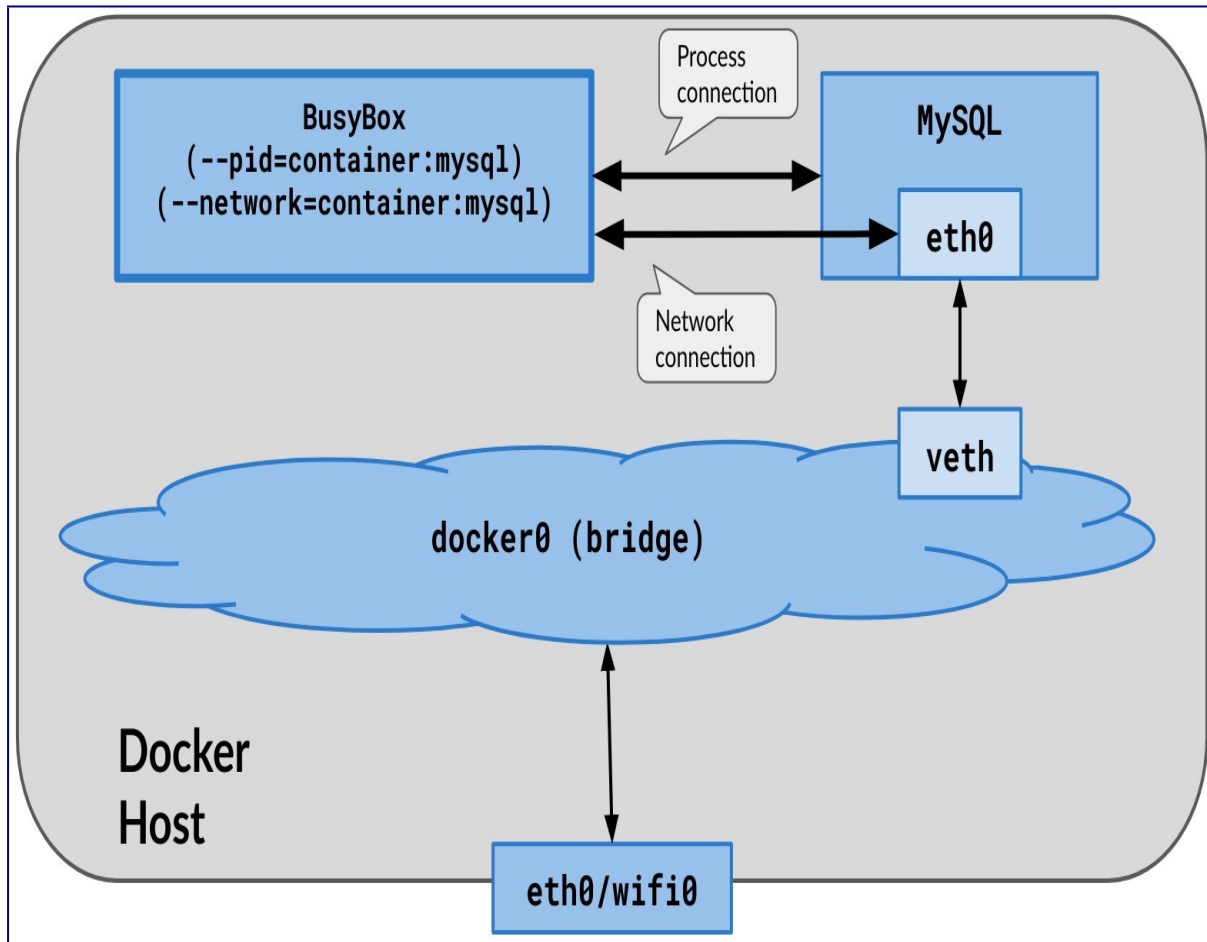 BusyBox
(--pid=container:mysql)
(--network=container:mysql)
Process
connection
MySQL
eth0
Network
connection
veth
docker0 (bridge)
Docker
Host
eth0/wifi0